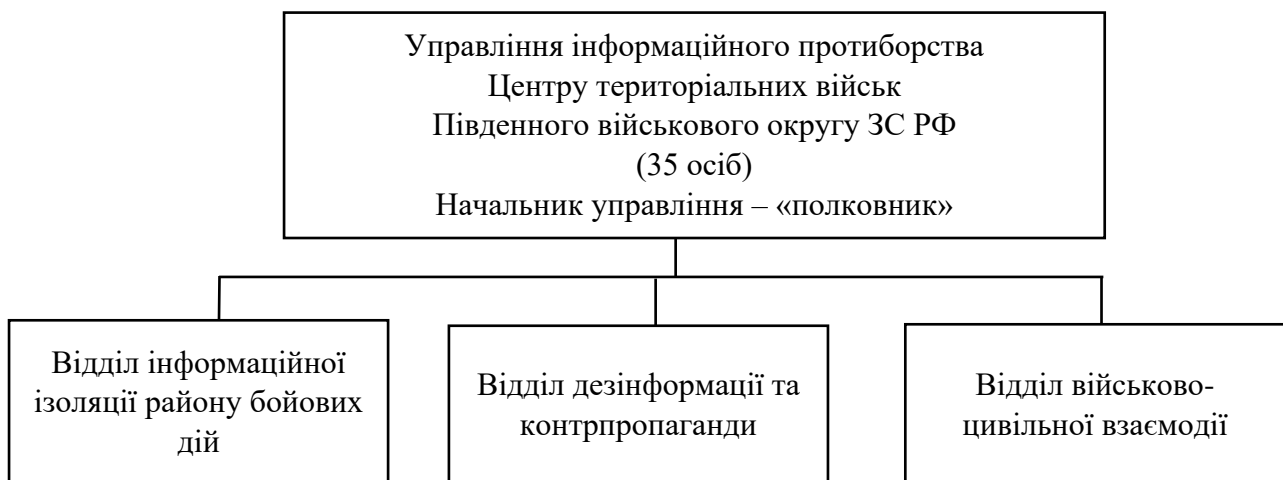 Управління інформаційного протиборства
Центру територіальних військ
Південного військового округу ЗС РФ
(35 осіб)
Начальник управління – «полковник»
Відділ інформаційної
ізоляції району бойових
дій
Відділ дезінформації та
контрпропаганди
Відділ військово-
цивільної взаємодії